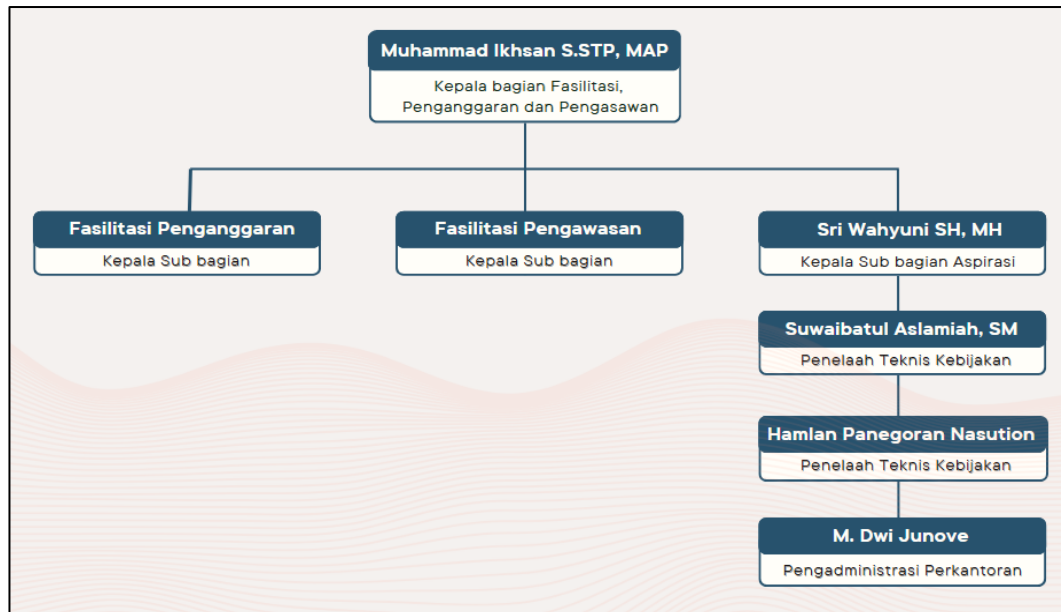 Muhammad Ikhsan S.STP, MAP
Kepala bagian Fasilitasi,
Penganggaran dan Pengasawan
Fasilitasi Penganggaran
Kepala Sub bagian
Fasilitasi Pengawasan
Kepala Sub bagian
Sri Wahyuni SH, MH
Kepala Sub bagian Aspirasi
Suwaibatul Aslamiah, SM
Penelaah Teknis Kebijakan
Hamlan Panegoran Nasution
Penelaah Teknis Kebijakan
M. Dwi Junove
Pengadministrasi Perkantoran